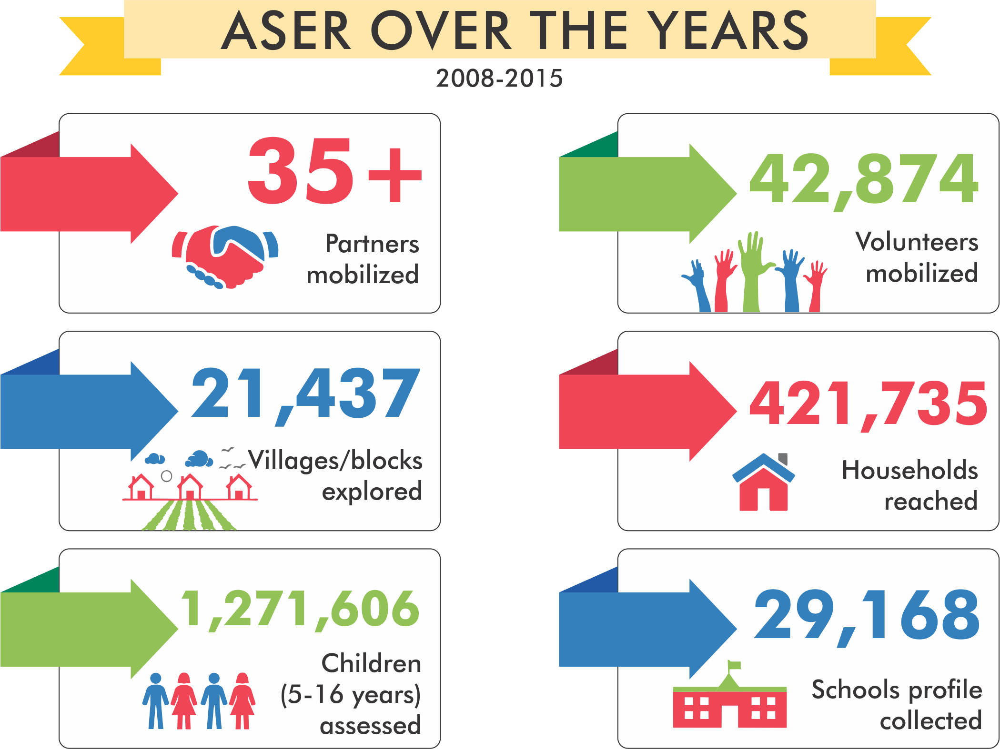 ASER OVER THE YEARS
2008-2015
35+
Partners
mobilized
42,874
Volunteers
mobilized
21,437
Villages/blocks
explored
421,735
Households
reached
1,271,606
Children
(5-16 years)
assessed
29,168
Schools profile
collected